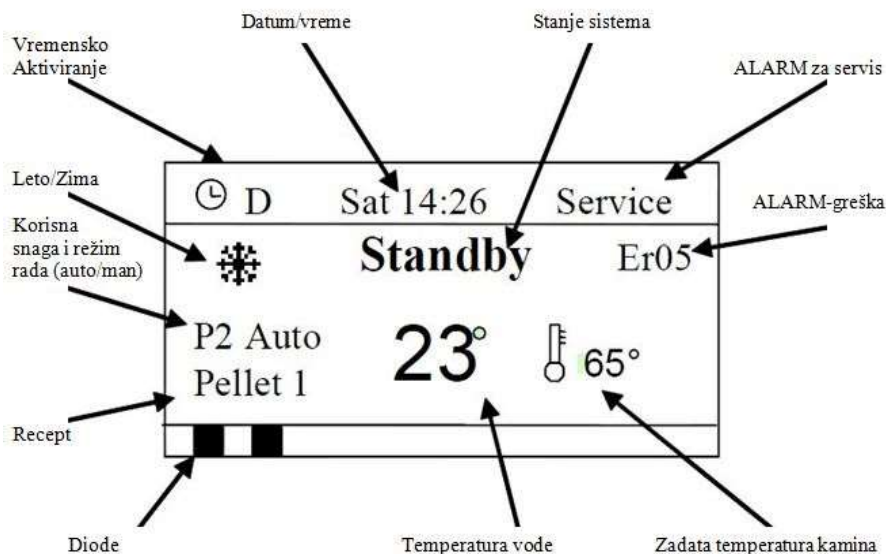 Datum/vreme
Stanje sistema
Vremensko
Aktiviranje
ALARM za servis
Leto/Zima
Korisna
snaga i režim
rada (auto/man)
ALARM-greška
D
Sat 14:26
Service
Standby
Er05
P2 Auto
23°
65°
Pellet 1
Recept
Diode
Temperatura vode
Zadata temperatura kamina